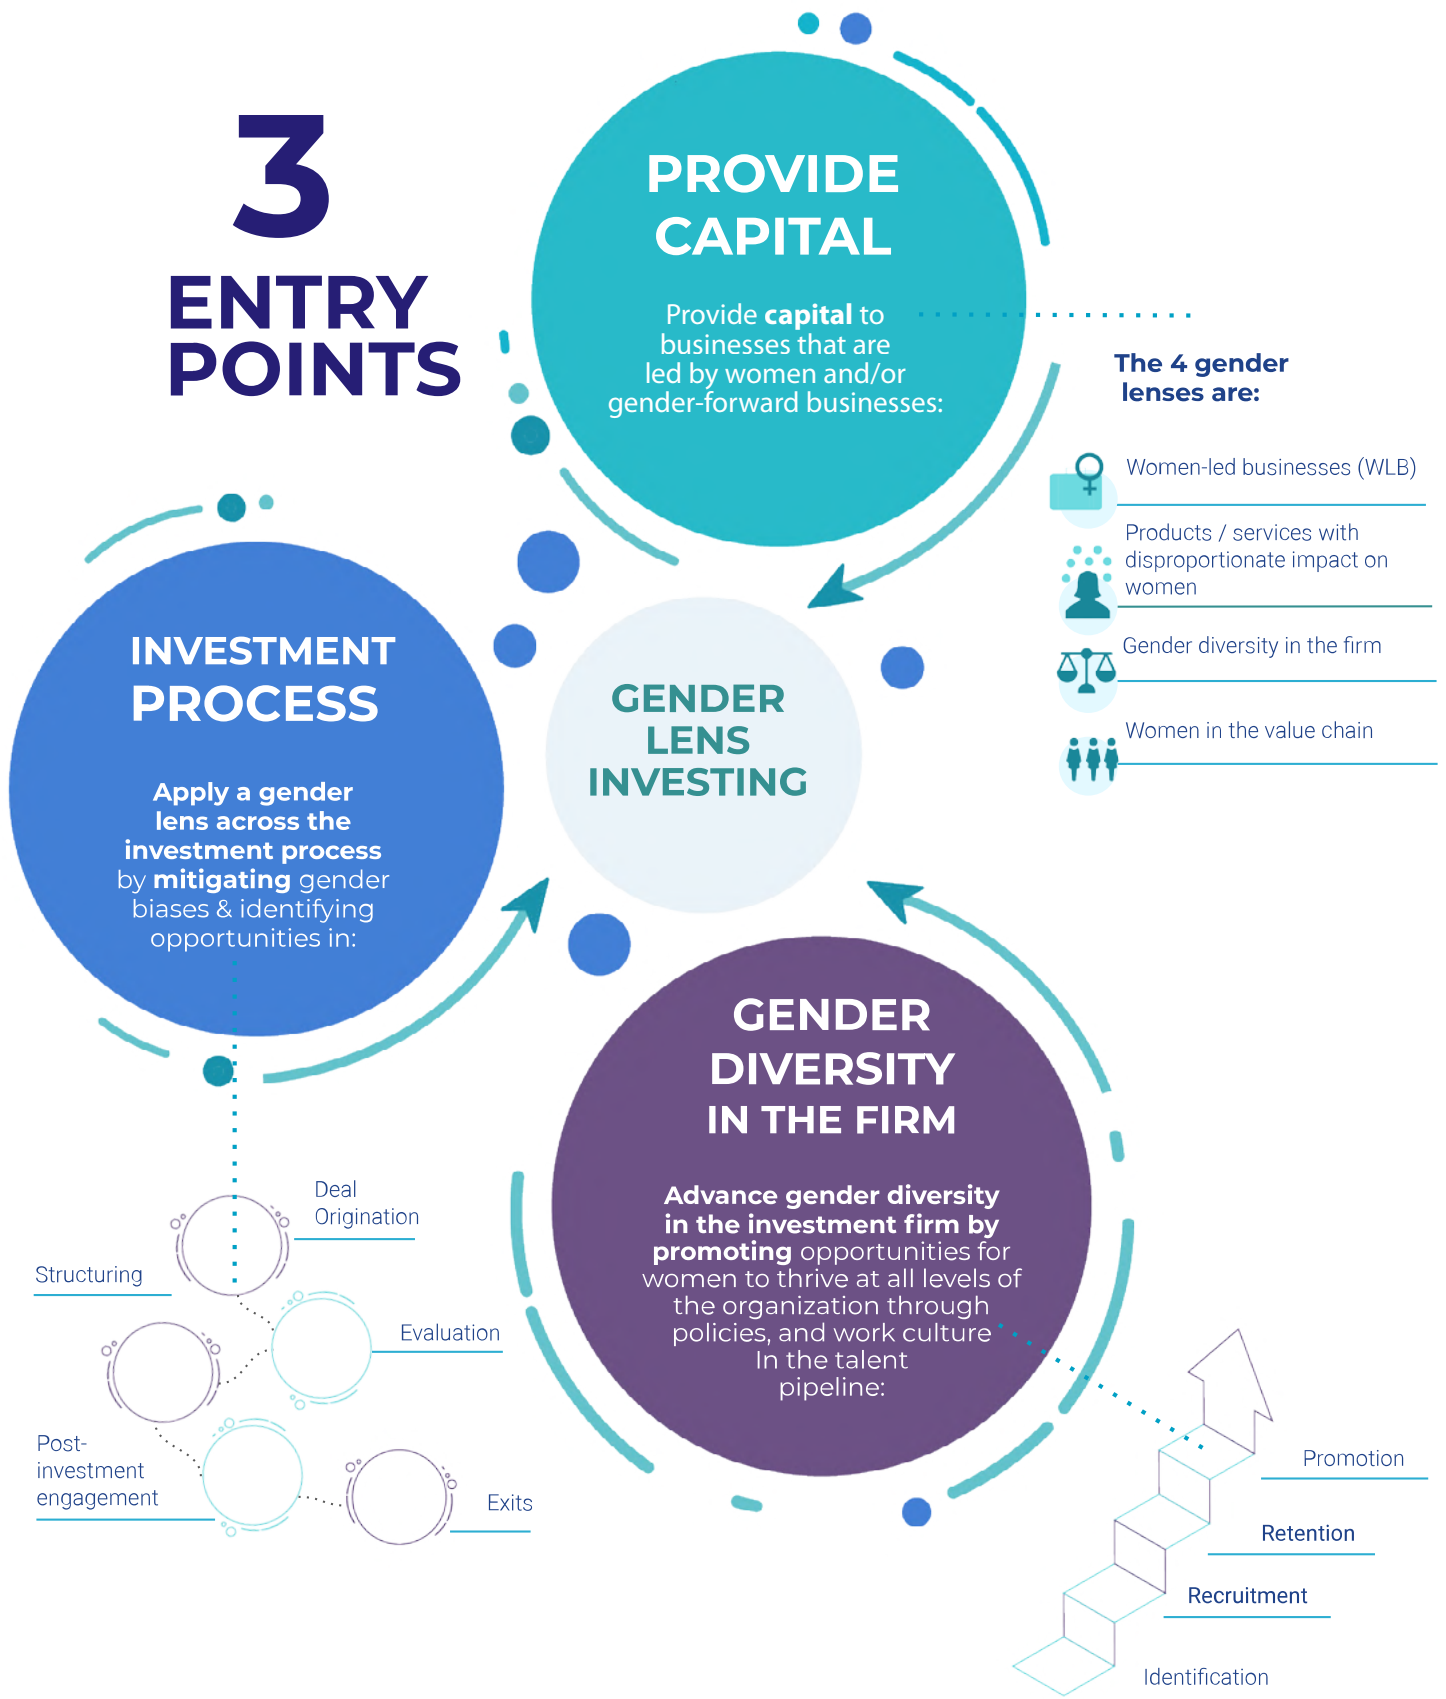 3
ENTRY
POINTS
PROVIDE
CAPITAL
Provide capital to
businesses that are
led by women and/or
gender-forward businesses:
The 4 gender
lenses are:
Women-led businesses (WLB)
Products / services with
disproportionate impact on
women
Gender diversity in the firm
Women in the value chain
INVESTMENT
PROCESS
Apply a gender
lens across the
investment process
by mitigating gender
biases & identifying
opportunities in:
GENDER
LENS
INVESTING
GENDER
DIVERSITY
IN THE FIRM
Advance gender diversity
in the investment firm by
promoting opportunities for
women to thrive at all levels of
the organization through
policies, and work culture
In the talent
pipeline:
Deal
Origination
Structuring
Evaluation
Post-
investment
engagement
Exits
Promotion
Retention
Recruitment
Identification